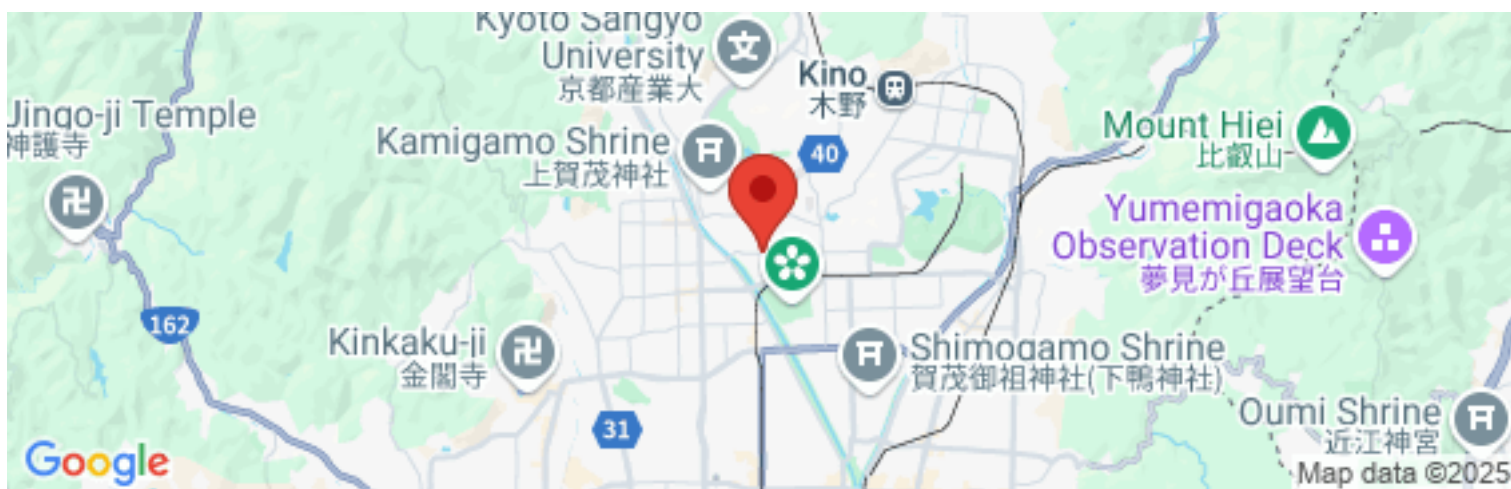 Kyoto Sangyo
University
京都産業大
Kino
木野
Jingo-ji Temple
神護寺
Kamigamo Shrine
上賀茂神社
40
Mount Hiei
比叡山
Yumemigaoka
Observation Deck
夢見が丘展望台
162
Kinkaku-ji
金閣寺
Shimogamo Shrine
賀茂御祖神社(下鴨神社)
31
Oumi Shrine
近江神宮
Google
Map data ©2025